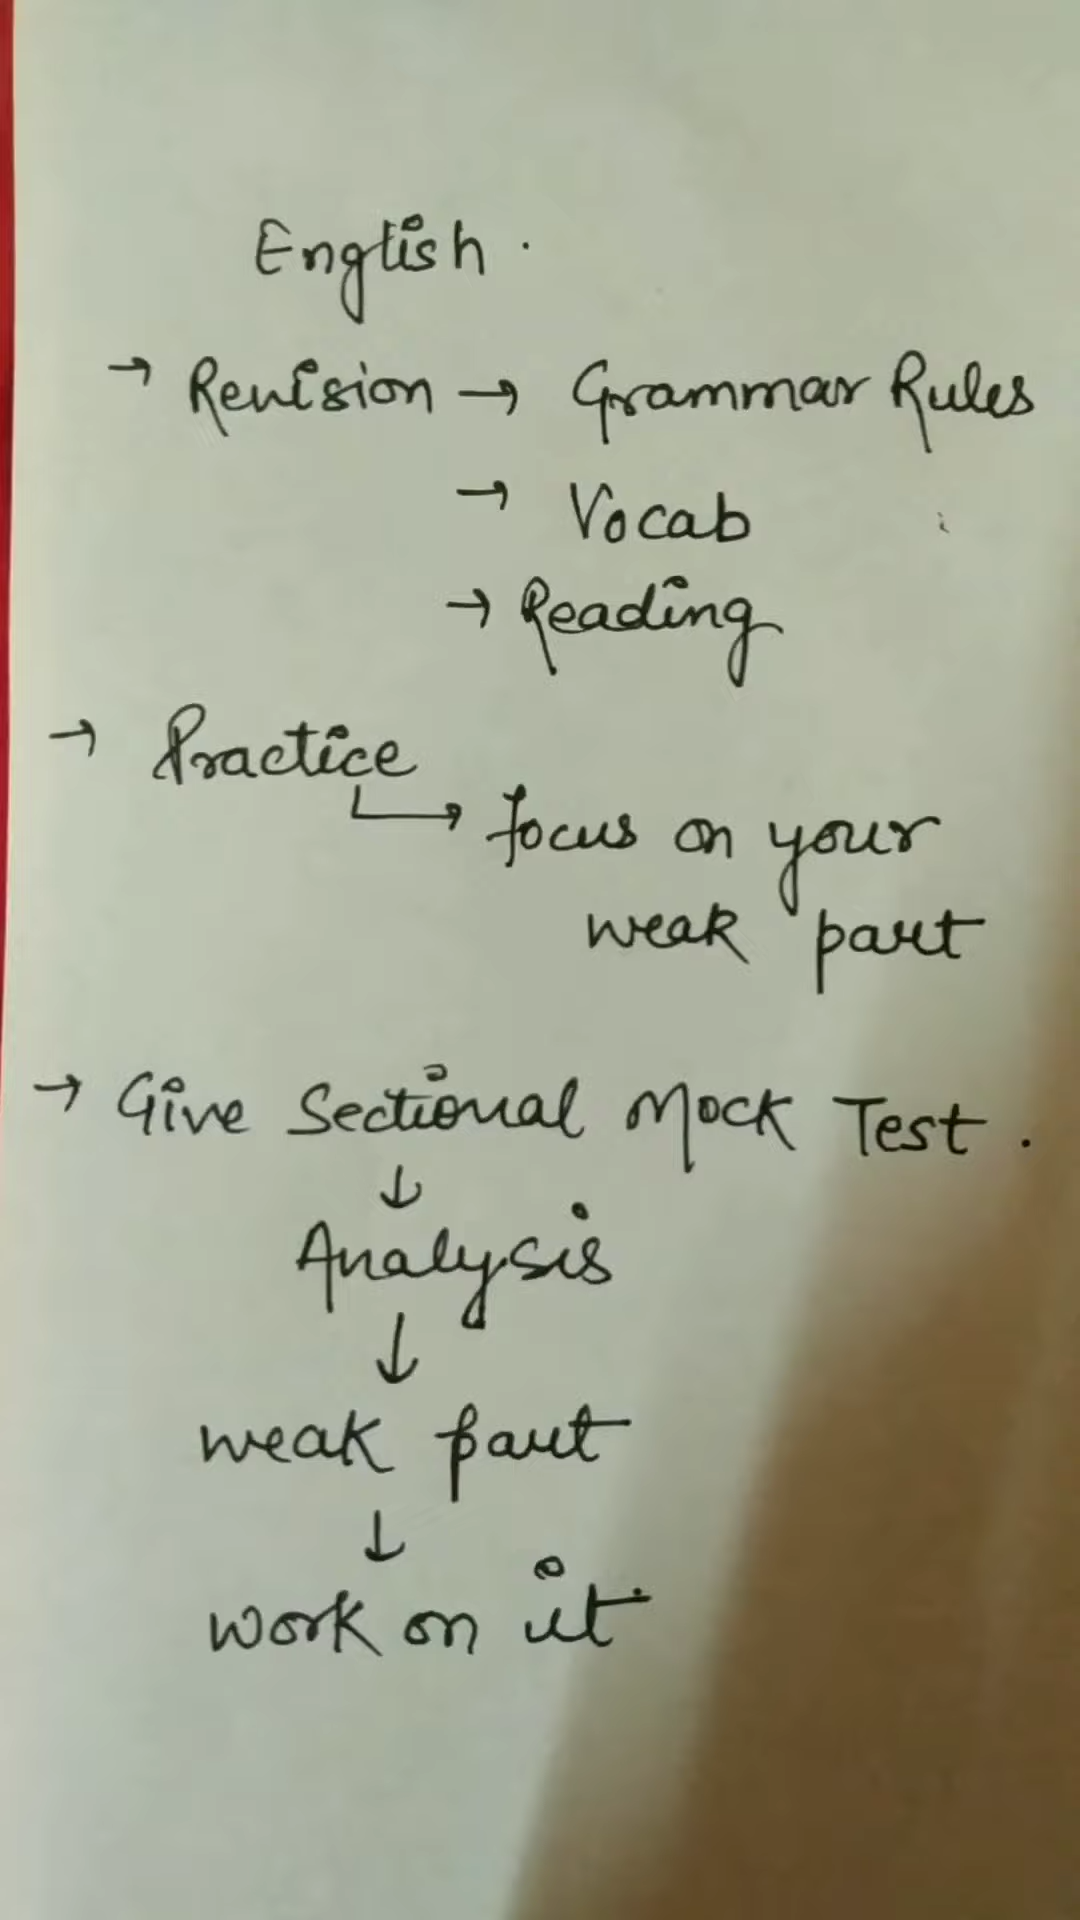 English.
→ Revision → Grammar Rules
→ Vocab
→ Reading
→ Practice
↳ focus on your
weak part
→ Give Sectional Mock Test.
↓
Analysis
↓
weak part
↓
work on it